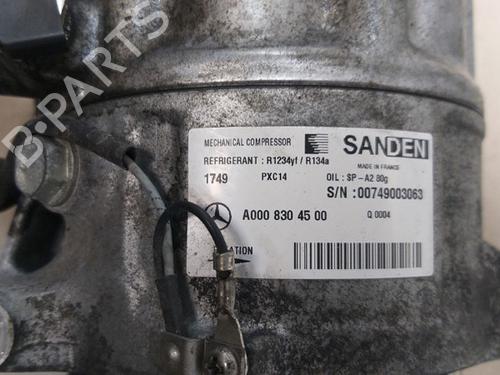 MECHANICAL COMPRESSOR
SANDEN
REFRIGERANT : R1234yf / R134a
MADE IN FRANCE
1749 PXC14 OIL : SP-A2 80g
S/N : 00749003063
A000 830 45 00 Q 0004
B-PARTS